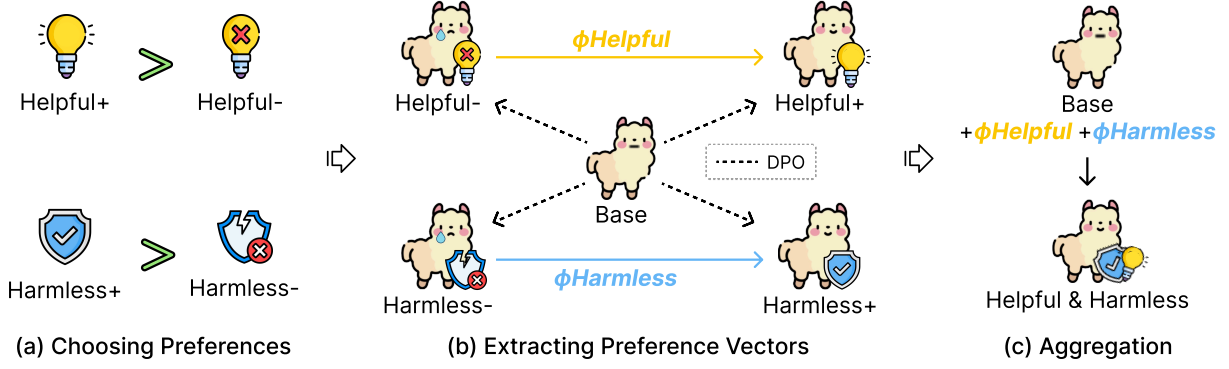 Helpful+
>
Helpful-
Harmless+
>
Harmless-
(a) Choosing Preferences
ϕHelpful
Helpful-
Helpful+
Base
DPO
ϕHarmless
Harmless-
Harmless+
(b) Extracting Preference Vectors
Base
+ϕHelpful +ϕHarmless
Helpful & Harmless
(c) Aggregation